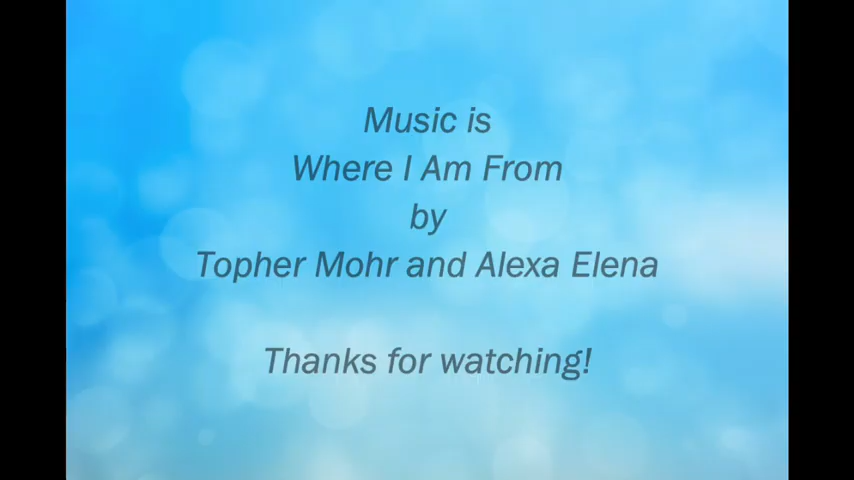 Music is
Where I Am From
by
Topher Mohr and Alexa Elena
Thanks for watching!